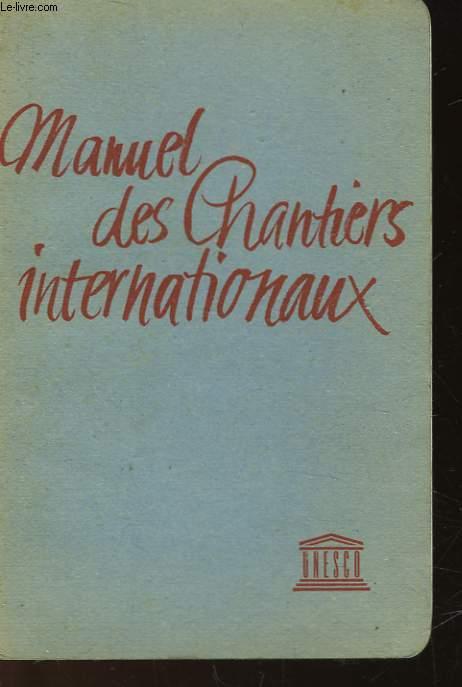 Le-livre.com
Manuel
des Chantiers
internationaux
UNESCO